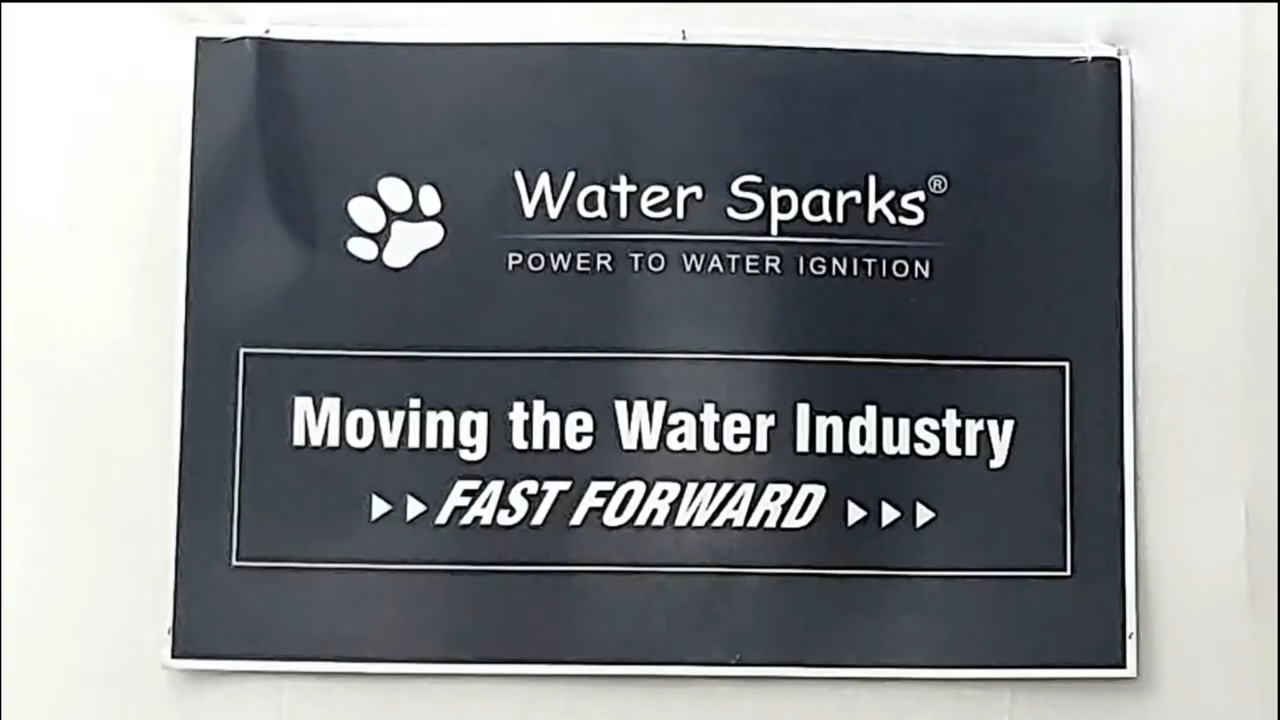 Water Sparks®
POWER TO WATER IGNITION
Moving the Water Industry
FAST FORWARD